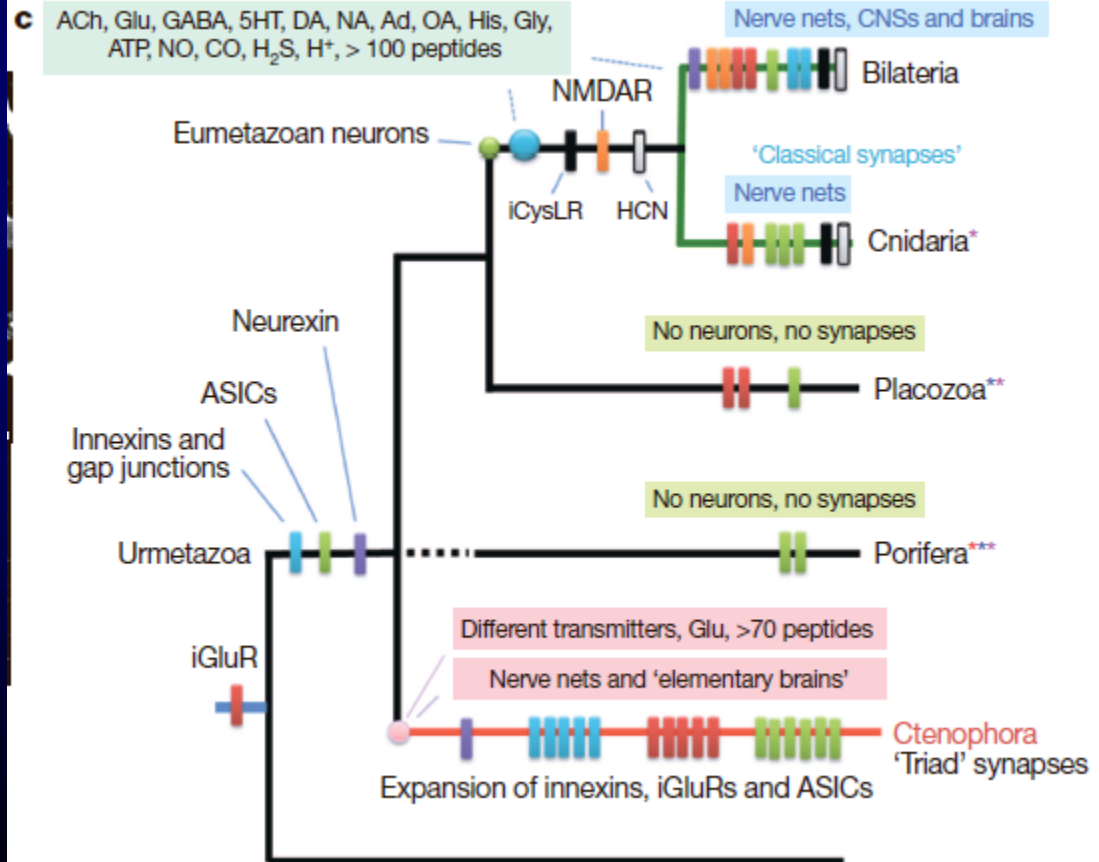 c
ACh, Glu, GABA, 5HT, DA, NA, Ad, OA, His, Gly,
ATP, NO, CO, H₂S, H⁺, > 100 peptides
Nerve nets, CNSs and brains
Bilateria
NMDAR
Eumetazoan neurons
'Classical synapses'
Nerve nets
iCysLR
HCN
Cnidaria*
Neurexin
No neurons, no synapses
ASICs
Placozoa**
Innexins and
gap junctions
No neurons, no synapses
Urmetazoa
Porifera***
Different transmitters, Glu, >70 peptides
iGluR
Nerve nets and 'elementary brains'
Ctenophora
'Triad' synapses
Expansion of innexins, iGluRs and ASICs